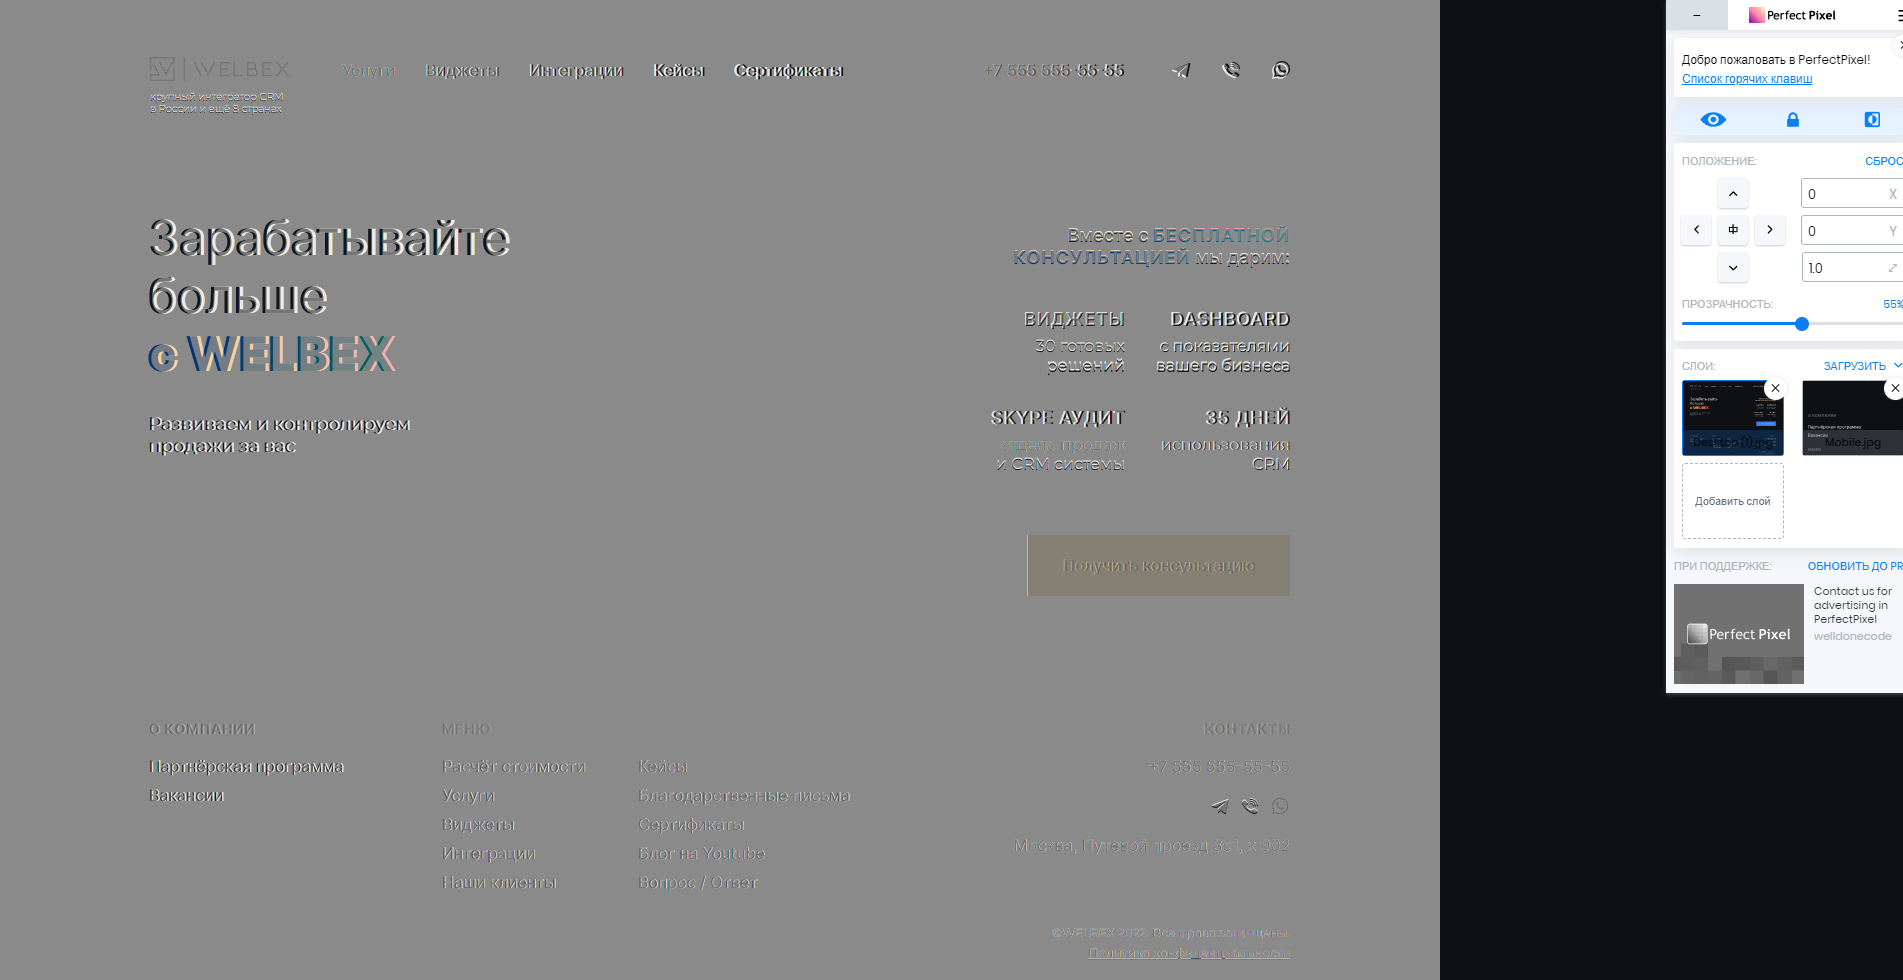 WELBEX
крупный интегретор CRM
в России и ещё 8 странах
Услуги
Виджеты
Интеграции
Кейсы
Сертификаты
+7 555 555-55-55
Зарабатывайте
больше
с WELBEX
Развиваем и контролируем
продажи за вас
Вместе с БЕСПЛАТНОЙ
КОНСУЛЬТАЦИЕЙ мы дарим:
ВИДЖЕТЫ
30 готовых
решений
DASHBOARD
с показателями
вашего бизнеса
SKYPE АУДИТ
отдела продаж
и CRM системы
35 ДНЕЙ
использования
CRM
Получить консультацию
О КОМПАНИИ
Партнёрская программа
Вакансии
МЕНЮ
Расчёт стоимости
Услуги
Виджеты
Интеграции
Наши клиенты
Кейсы
Благодарственные письма
Сертификаты
Блог на Youtube
Вопрос / Ответ
КОНТАКТЫ
+7 555 555-55-55
Москва, Путевой проезд 3с1, к 902
©WELBEX 2022. Все права защищены.
Политика конфиденциальности
Perfect Pixel
Добро пожаловать в PerfectPixel!
Список горячих клавиш
ПОЛОЖЕНИЕ:
СБРОС
0 X
0 Y
1.0
ПРОЗРАЧНОСТЬ:
55%
СЛОИ:
ЗАГРУЗИТЬ
Desktop (1).jpg
Mobile.jpg
Добавить слой
ПРИ ПОДДЕРЖКЕ:
ОБНОВИТЬ ДО PR
Perfect Pixel
Contact us for
advertising in
PerfectPixel
welldonecode